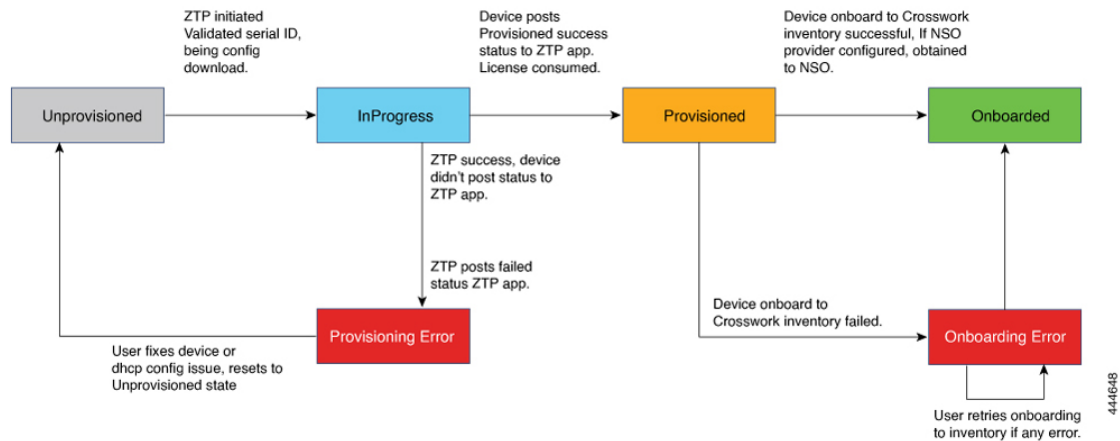 ZTP initiated
Validated serial ID,
being config
download.
Device posts
Provisioned success
status to ZTP app.
License consumed.
Device onboard to Crosswork
inventory successful, If NSO
provider configured, obtained
to NSO.
Unprovisioned
InProgress
Provisioned
Onboarded
ZTP success, device
didn't post status to
ZTP app.
ZTP posts failed
status ZTP app.
Device onboard to
Crosswork inventory failed.
Provisioning Error
Onboarding Error
User fixes device or
dhcp config issue, resets to
Unprovisioned state
User retries onboarding
to inventory if any error.
444648